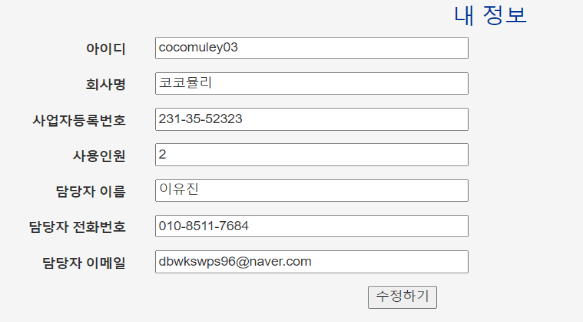 내 정보
아이디 cocomuley03
회사명 코코뮬리
사업자등록번호 231-35-52323
사용인원 2
담당자 이름 이유진
담당자 전화번호 010-8511-7684
담당자 이메일 dbwkswps96@naver.com
수정하기